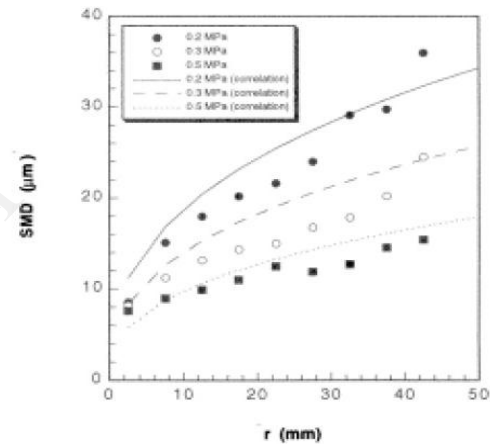 40
30
20
10
0
0.2 MPa
0.3 MPa
0.5 MPa
0.2 MPa (correlation)
0.3 MPa (correlation)
0.5 MPa (correlation)
SMD (μm)
0 10 20 30 40 50
r (mm)